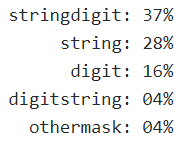 stringdigit: 37%
string: 28%
digit: 16%
digitstring: 04%
othermask: 04%